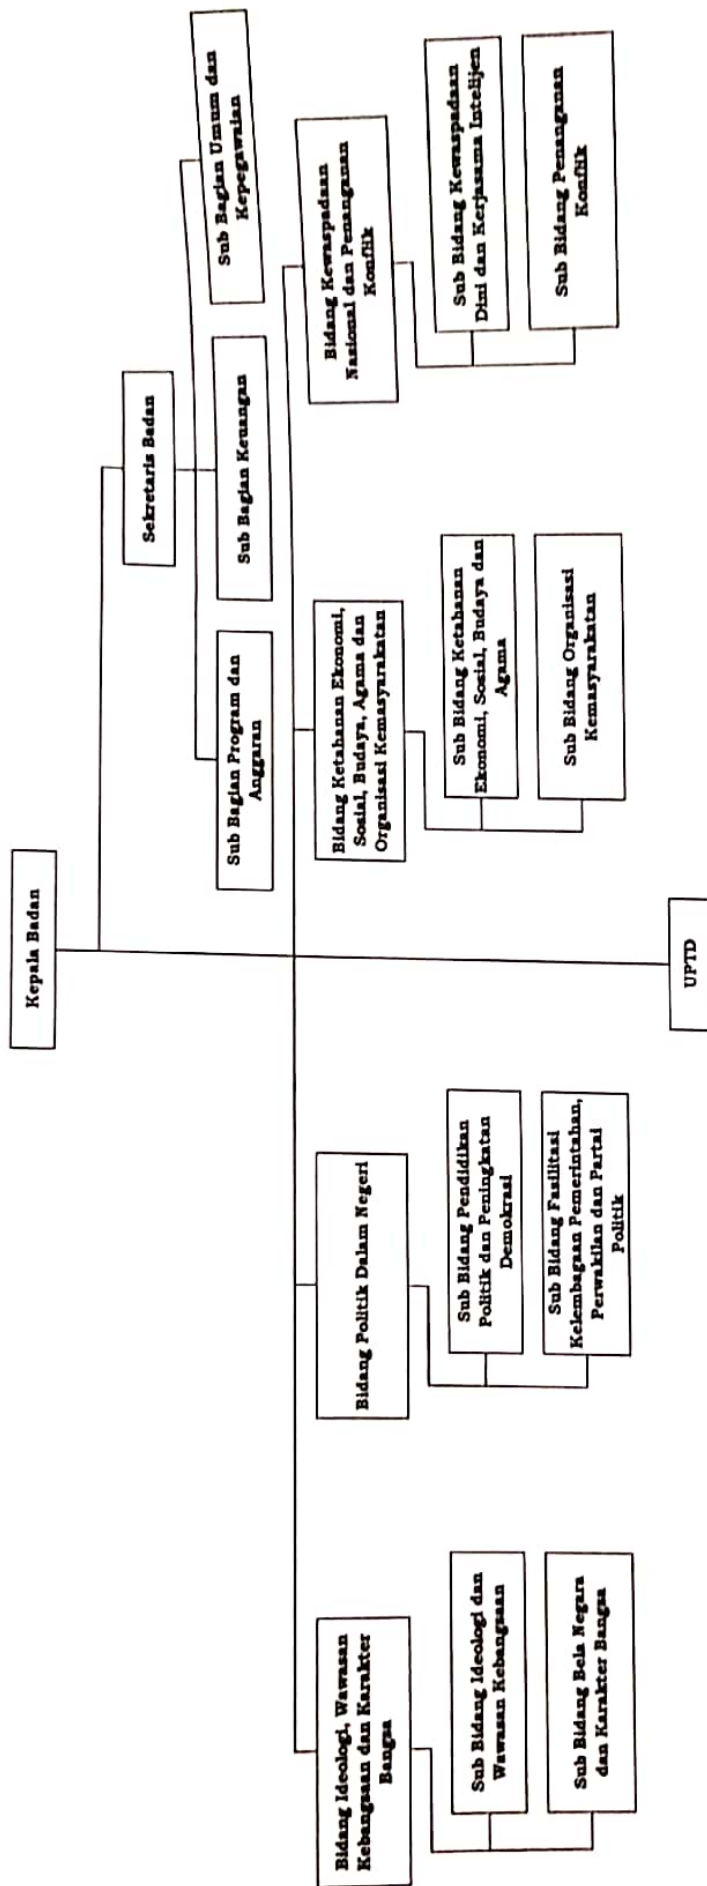 Kepala Badan
Sekretaris Badan
Sub Bagian Program dan
Anggaran
Sub Bagian Keuangan
Sub Bagian Umum dan
Kepegawaian
Bidang Ideologi, Wawasan
Kebangsaan dan Karakter
Bangsa
Sub Bidang Ideologi dan
Wawasan Kebangsaan
Sub Bidang Bela Negara
dan Karakter Bangsa
Bidang Politik Dalam Negeri
Sub Bidang Pendidikan
Politik dan Peningkatan
Demokrasi
Sub Bidang Fasilitasi
Kelembagaan Pemerintahan,
Perwakilan dan Partai
Politik
Bidang Ketahanan Ekonomi,
Sosial, Budaya, Agama dan
Organisasi Kemasyarakatan
Sub Bidang Ketahanan
Ekonomi, Sosial, Budaya dan
Agama
Sub Bidang Organisasi
Kemasyarakatan
Bidang Kewaspadaan
Nasional dan Penanganan
Konflik
Sub Bidang Kewaspadaan
Dini dan Kerjasama Intelijen
Sub Bidang Penanganan
Konflik
UPTD